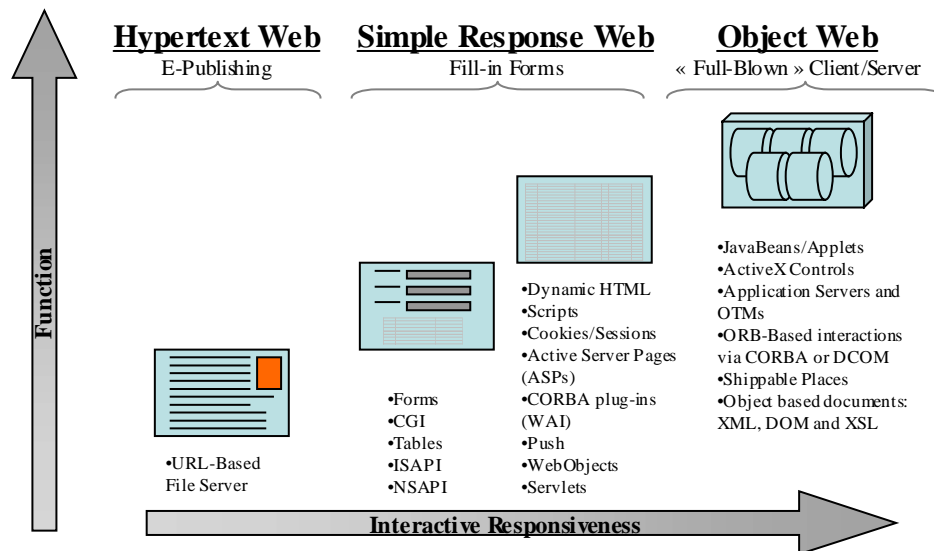 Hypertext Web
E-Publishing
Simple Response Web
Fill-in Forms
Object Web
« Full-Blown » Client/Server
Function
•URL-Based
File Server
•Forms
•CGI
•Tables
•ISAPI
•NSAPI
•Dynamic HTML
•Scripts
•Cookies/Sessions
•Active Server Pages
(ASPs)
•CORBA plug-ins
(WAI)
•Push
•WebObjects
•Servlets
•JavaBeans/Applets
•ActiveX Controls
•Application Servers and
OTMs
•ORB-Based interactions
via CORBA or DCOM
•Shippable Places
•Object based documents:
XML, DOM and XSL
Interactive Responsiveness